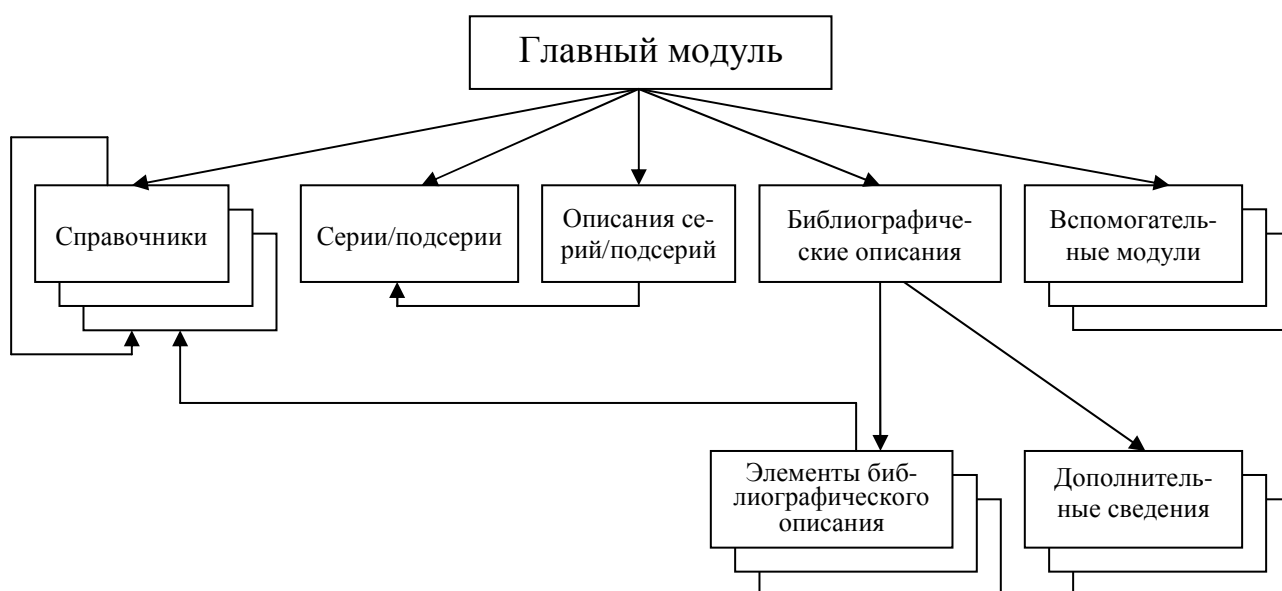 Главный модуль
Справочники
Серии/подсерии
Описания се-
рий/подсерий
Библиографиче-
ские описания
Вспомогатель-
ные модули
Элементы биб-
лиографического
описания
Дополнитель-
ные сведения